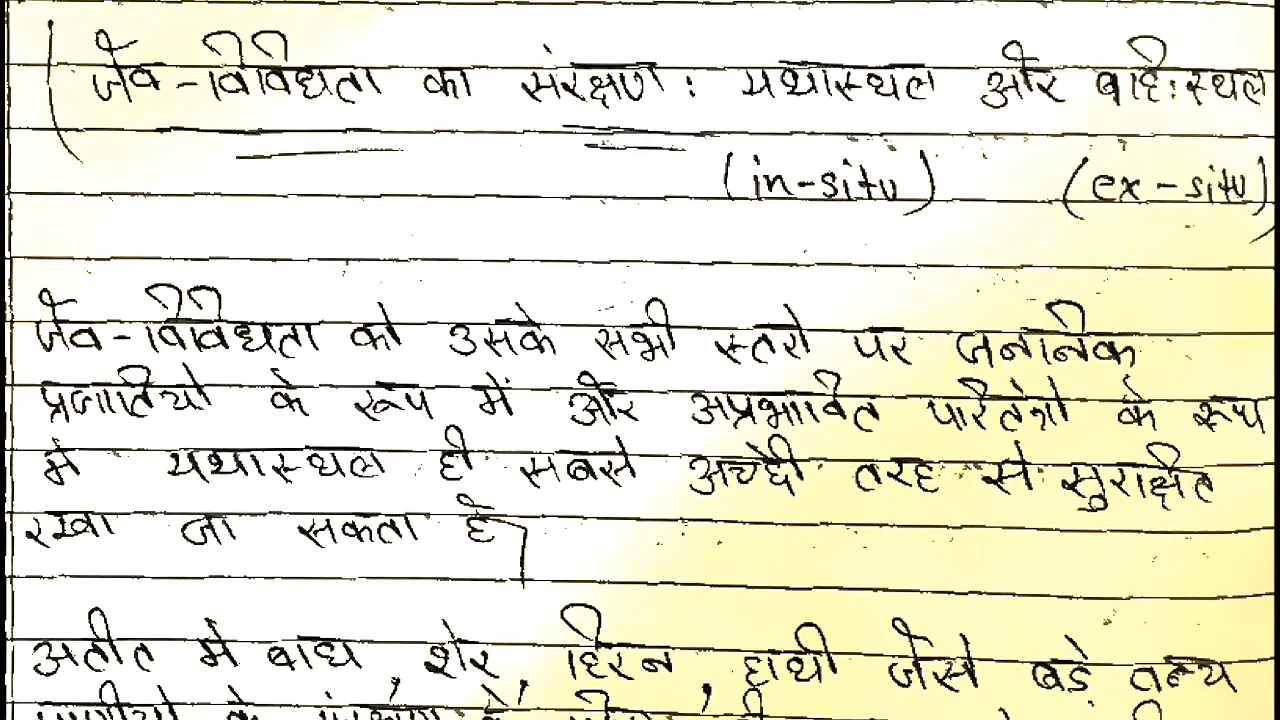 जैव-विविधता का संरक्षण : यथास्थल और बहि:स्थल
(in-situ) (ex-situ)
जैव-विविधता को उसके सभी स्तरो पर जननिक
प्रजातियो के रूप में और अप्रभावित परितंत्रो के रूप
मे यथास्थल ही सबसे अच्छी तरह से सुरक्षित
रखा जा सकता है।
अतीत मे बाघ, शेर, हिरन, हाथी जैसे बड़े वन्य